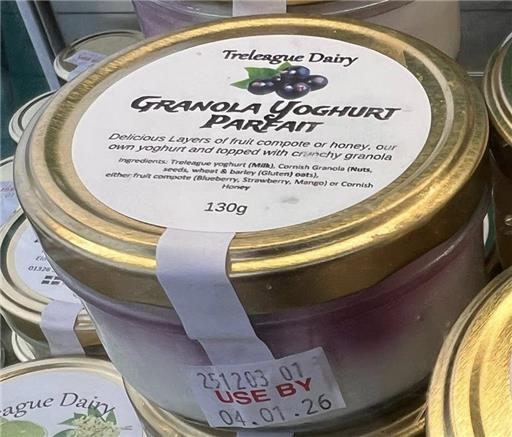 Treleague Dairy
GRANOLA YOGHURT
PARFAIT
Delicious Layers of fruit compote or honey, our
own yoghurt and topped with crunchy granola
Ingredients: Treleague yoghurt (Milk), Cornish Granola (Nuts,
seeds, wheat & barley (Gluten) oats),
either fruit compote (Blueberry, Strawberry, Mango) or Cornish
Honey
130g
251203 01
USE BY
04.01.26
01326
eague Dairy